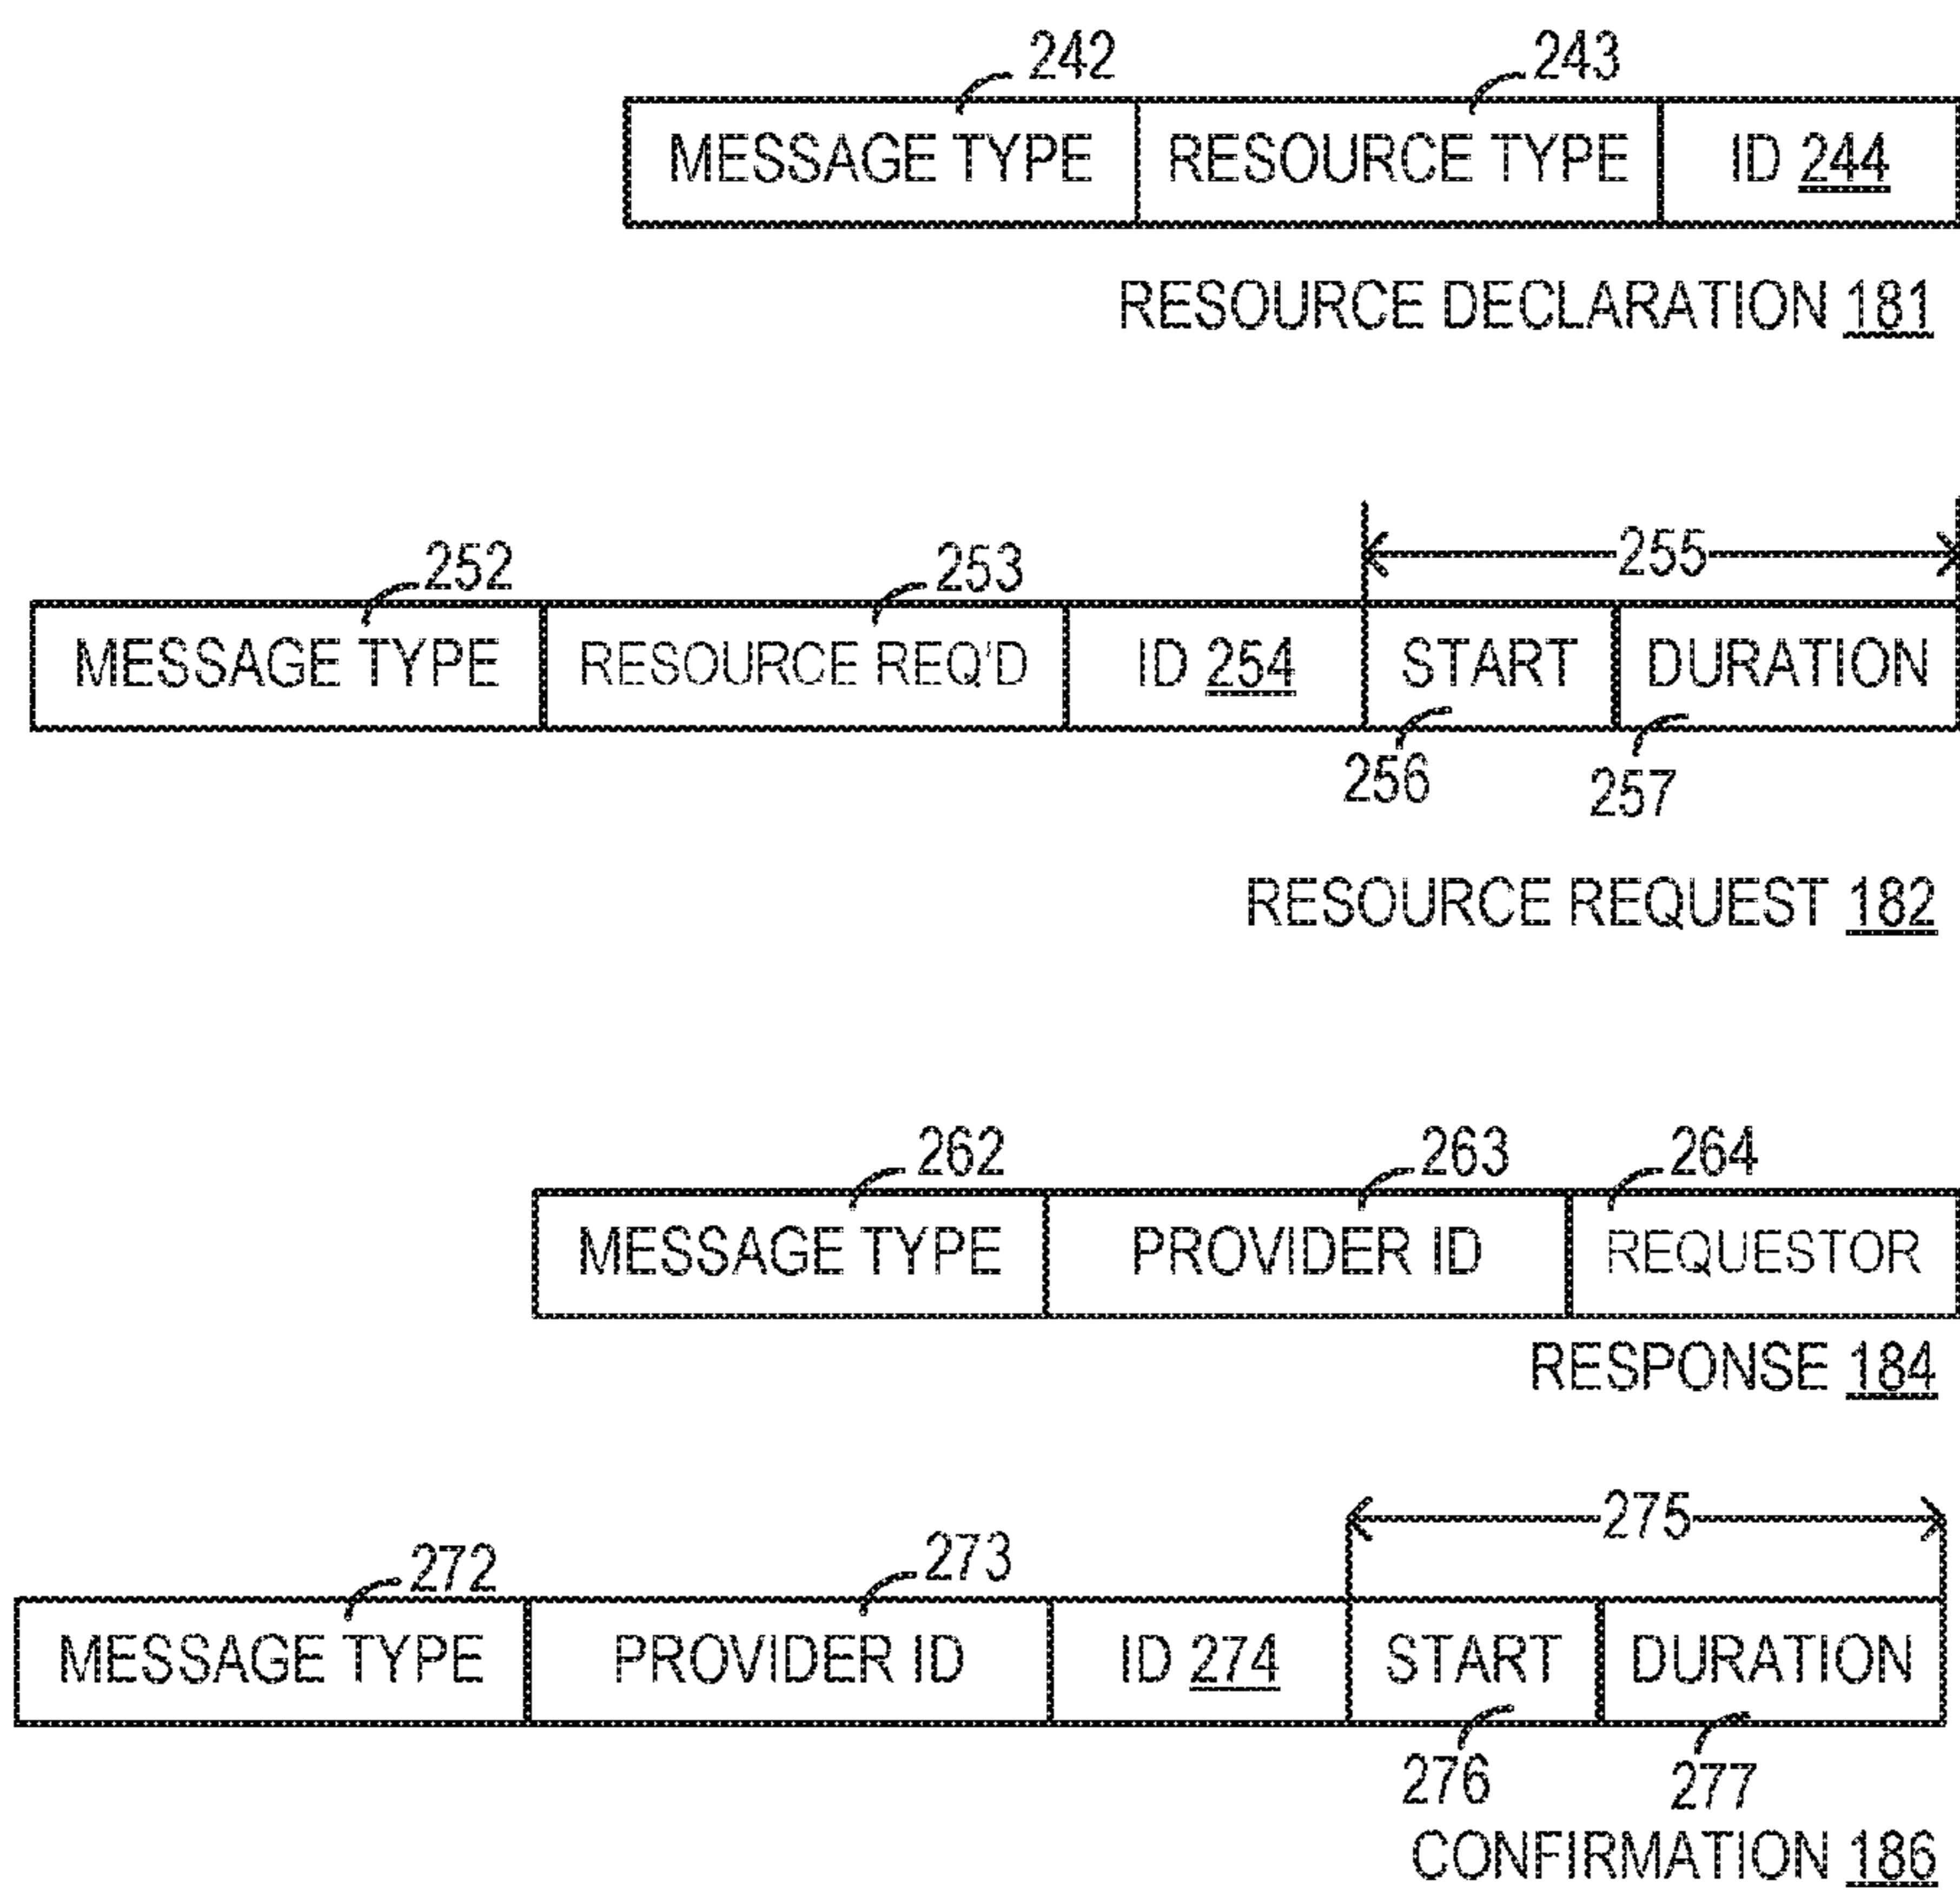 242 243
MESSAGE TYPE RESOURCE TYPE ID 244
RESOURCE DECLARATION 181
252 253 255
MESSAGE TYPE RESOURCE REQ'D ID 254 START DURATION
256 257
RESOURCE REQUEST 182
262 263 264
MESSAGE TYPE PROVIDER ID REQUESTOR
RESPONSE 184
272 273 275
MESSAGE TYPE PROVIDER ID ID 274 START DURATION
276 277
CONFIRMATION 186